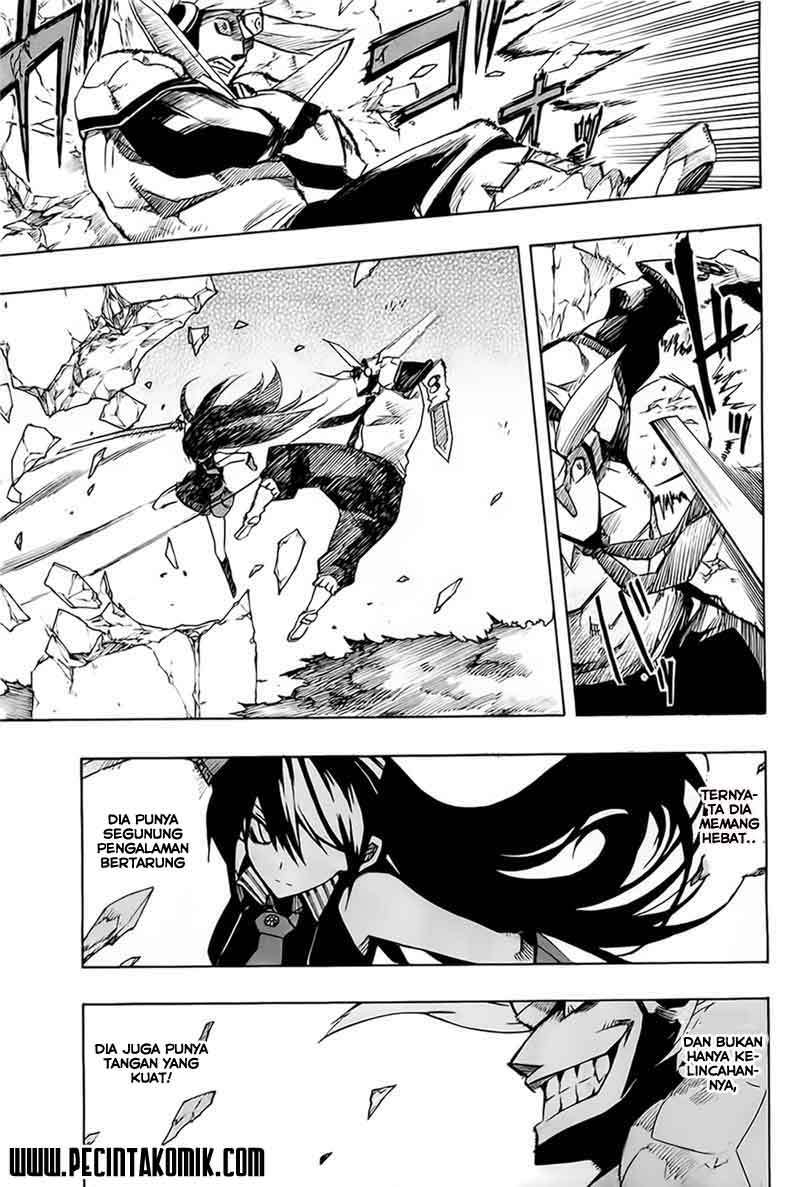 TERNYA-
TA DIA
MEMANG
HEBAT..
DIA PUNYA
SEGUNUNG
PENGALAMAN
BERTARUNG
DAN BUKAN
HANYA KE-
LINCAHAN-
NYA,
DIA JUGA PUNYA
TANGAN YANG
KUAT!
WWW.PECINTAKOMIK.COM